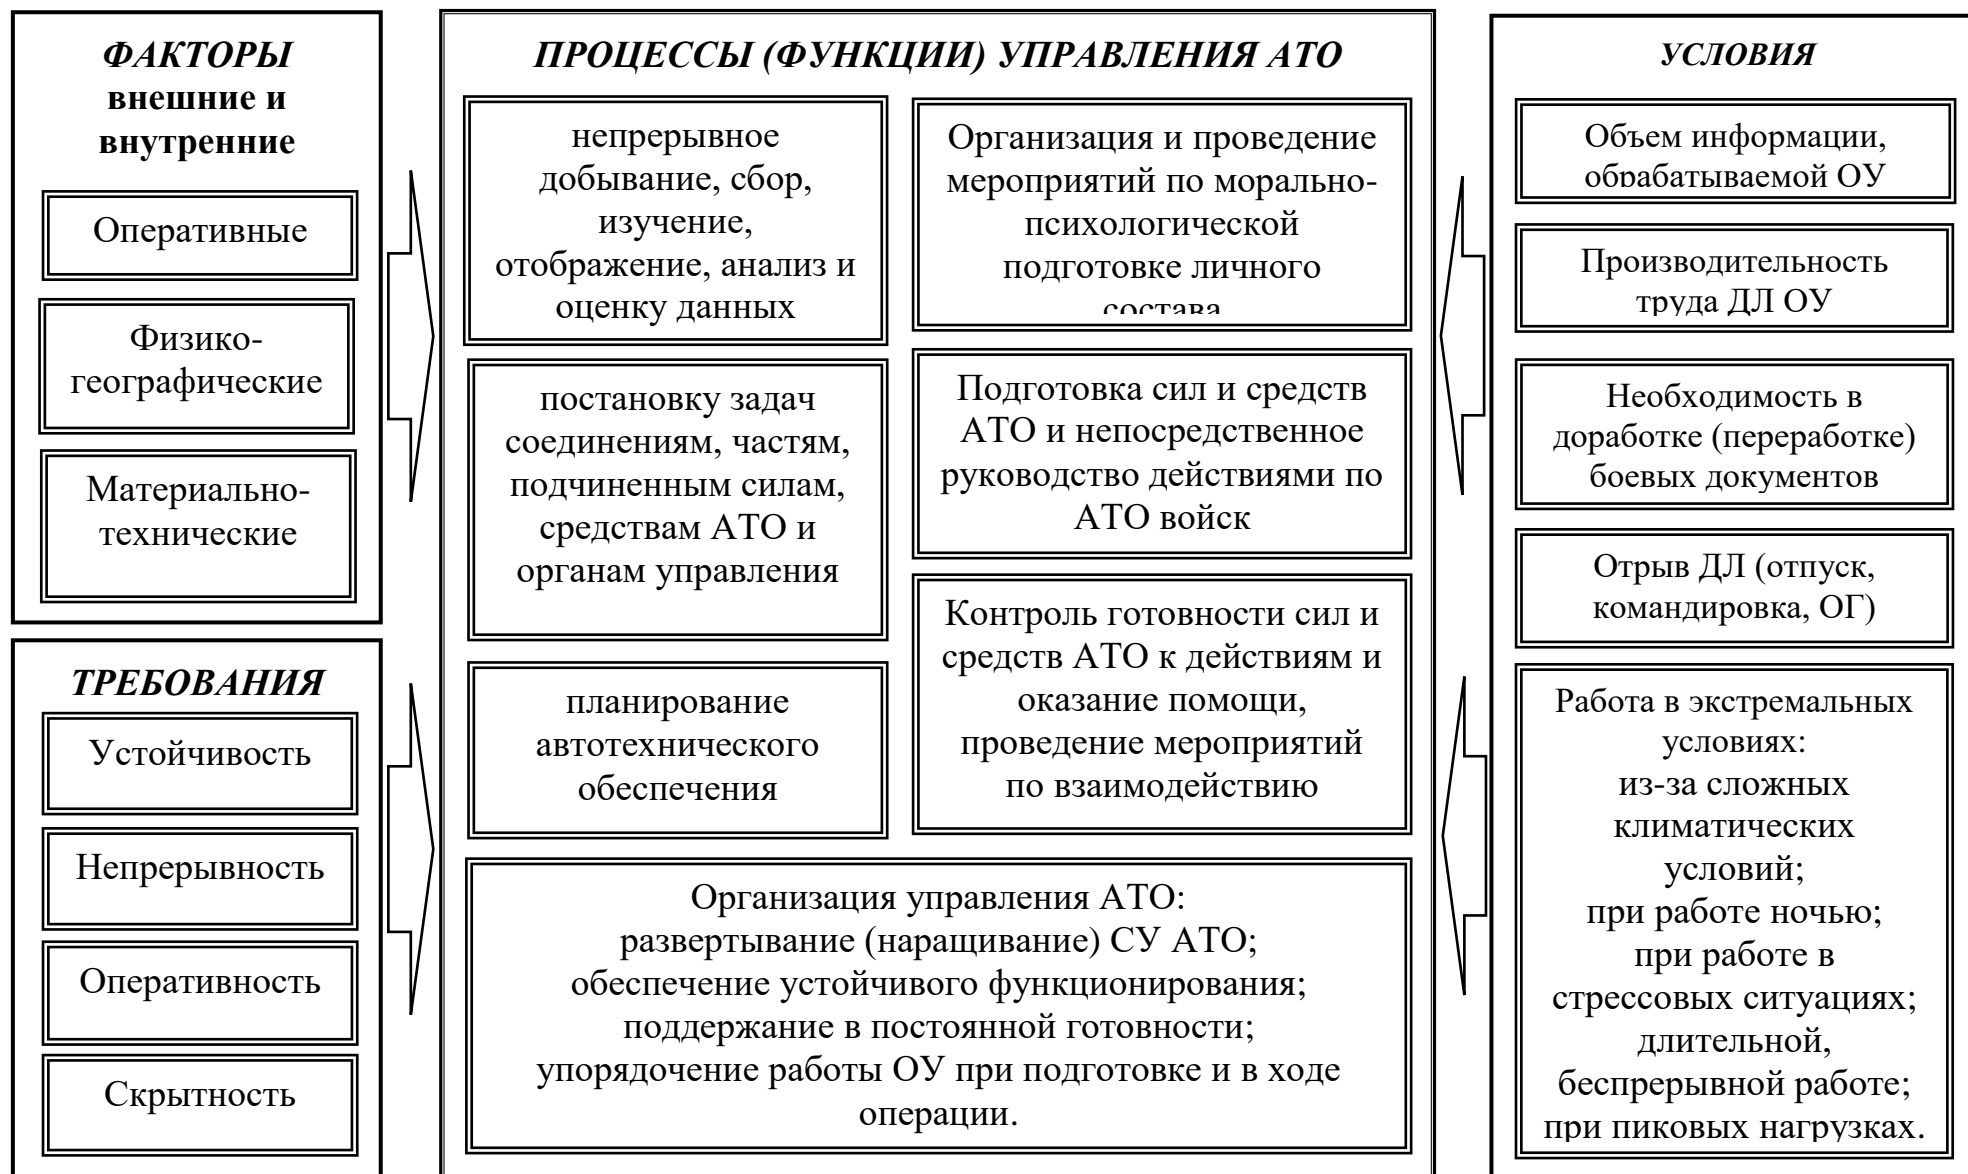 ФАКТОРЫ
внешние и
внутренние
Оперативные
Физико-
географические
Материально-
технические
ТРЕБОВАНИЯ
Устойчивость
Непрерывность
Оперативность
Скрытность
ПРОЦЕССЫ (ФУНКЦИИ) УПРАВЛЕНИЯ АТО
непрерывное
добывание, сбор,
изучение,
отображение, анализ и
оценку данных
постановку задач
соединениям, частям,
подчиненным силам,
средствам АТО и
органам управления
планирование
автотехнического
обеспечения
Организация и проведение
мероприятий по морально-
психологической
подготовке личного
состава
Подготовка сил и средств
АТО и непосредственное
руководство действиями по
АТО войск
Контроль готовности сил и
средств АТО к действиям и
оказание помощи,
проведение мероприятий
по взаимодействию
Организация управления АТО:
развертывание (наращивание) СУ АТО;
обеспечение устойчивого функционирования;
поддержание в постоянной готовности;
упорядочение работы ОУ при подготовке и в ходе
операции.
УСЛОВИЯ
Объем информации,
обрабатываемой ОУ
Производительность
труда ДЛ ОУ
Необходимость в
доработке (переработке)
боевых документов
Отрыв ДЛ (отпуск,
командировка, ОГ)
Работа в экстремальных
условиях:
из-за сложных
климатических
условий;
при работе ночью;
при работе в
стрессовых ситуациях;
длительной,
беспрерывной работе;
при пиковых нагрузках.